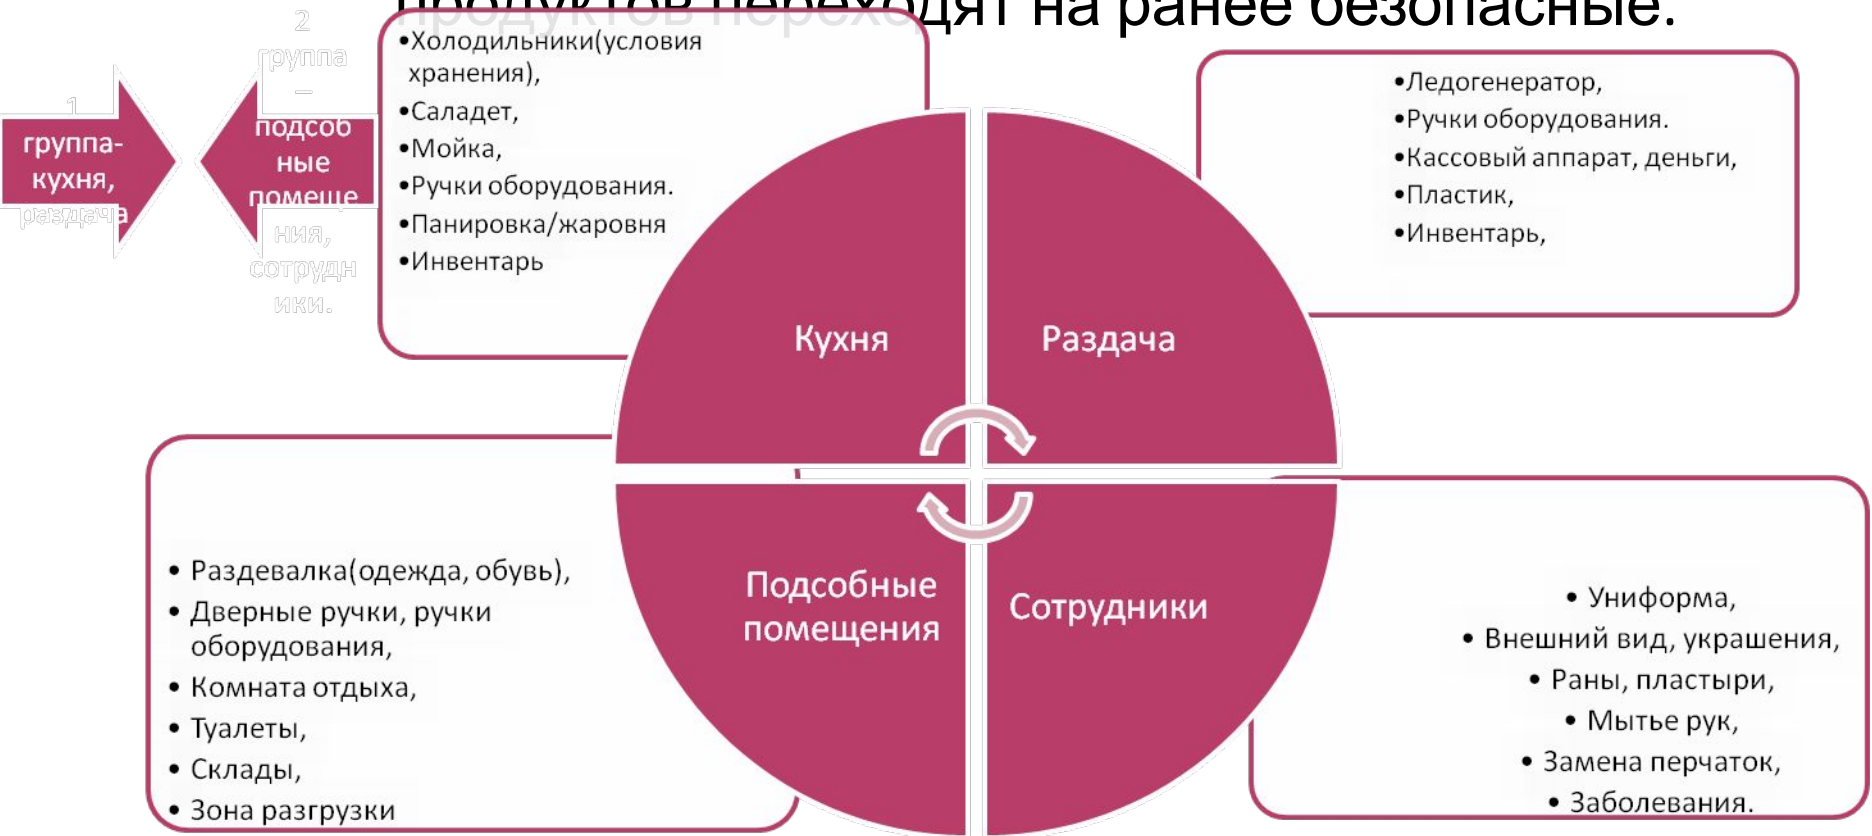 продуктов переходят на ранее безопасные.
1
группа-
кухня,
раздача
2
группа
–
подсоб
ные
помеще
ния,
сотрудн
ики.
•Холодильники(условия
хранения),
•Саладет,
•Мойка,
•Ручки оборудования.
•Панировка/жаровня
•Инвентарь
•Ледогенератор,
•Ручки оборудования.
•Кассовый аппарат, деньги,
•Пластик,
•Инвентарь,
Кухня
Раздача
Подсобные
помещения
Сотрудники
• Раздевалка(одежда, обувь),
• Дверные ручки, ручки
оборудования,
• Комната отдыха,
• Туалеты,
• Склады,
• Зона разгрузки
• Униформа,
• Внешний вид, украшения,
• Раны, пластыри,
• Мытье рук,
• Замена перчаток,
• Заболевания.